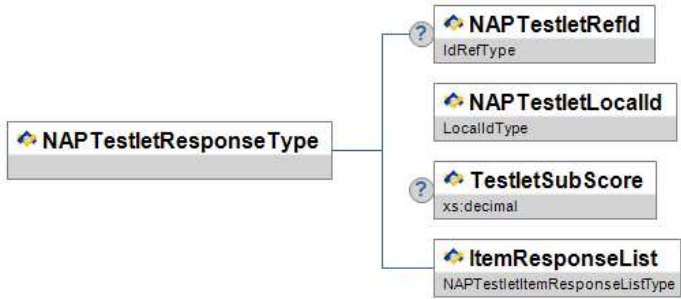 ?
NAPTestletRefId
IdRefType
NAPTestletLocalId
LocalIdType
NAPTestletResponseType
?
TestletSubScore
xs:decimal
ItemResponseList
NAPTestletItemResponseListType